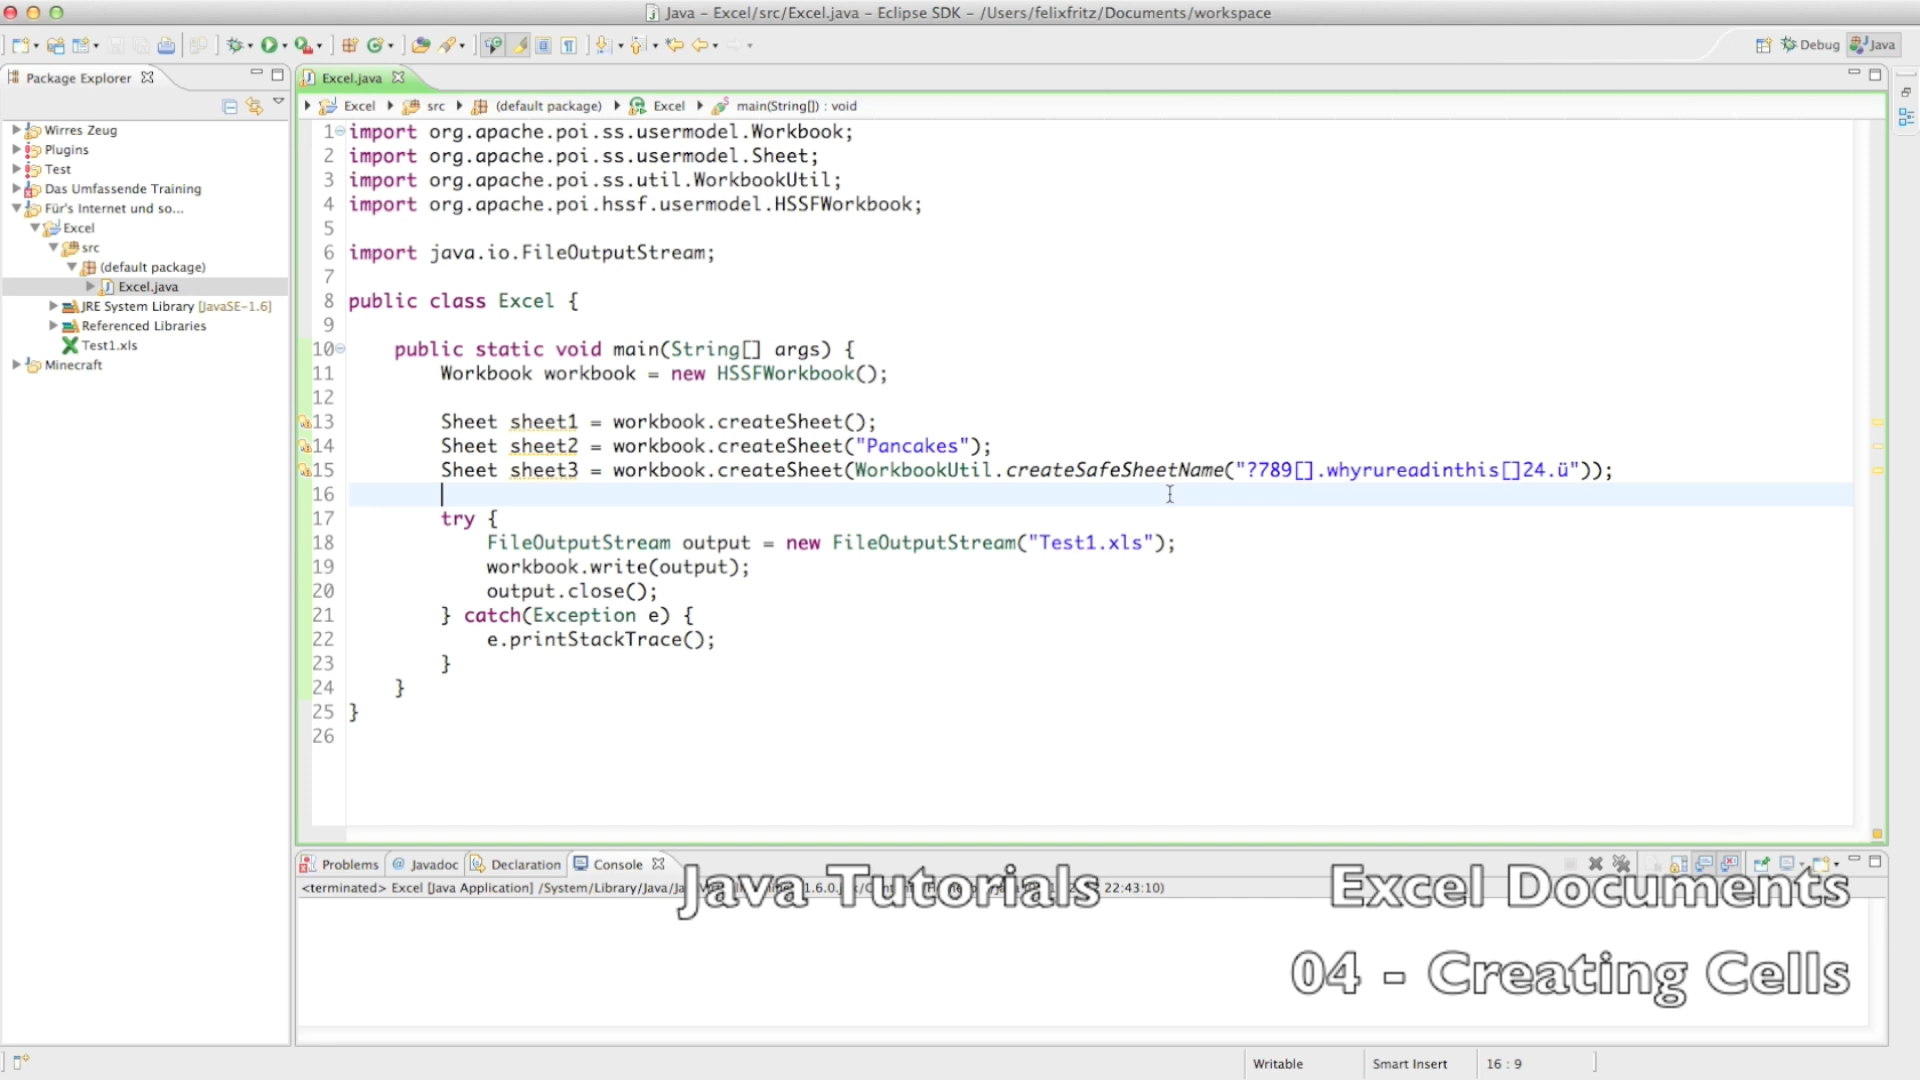 Java – Excel/src/Excel.java – Eclipse SDK – /Users/felixfritz/Documents/workspace
Debug
Java
Package Explorer
Wirres Zeug
Plugins
Test
Das Umfassende Training
Für's Internet und so...
Excel
src
(default package)
Excel.java
JRE System Library [JavaSE-1.6]
Referenced Libraries
Test1.xls
Minecraft
Excel.java
Excel src (default package) Excel main(String[]) : void
1 import org.apache.poi.ss.usermodel.Workbook;
2 import org.apache.poi.ss.usermodel.Sheet;
3 import org.apache.poi.ss.util.WorkbookUtil;
4 import org.apache.poi.hssf.usermodel.HSSFWorkbook;
5
6 import java.io.FileOutputStream;
7
8 public class Excel {
9
10 public static void main(String[] args) {
11 Workbook workbook = new HSSFWorkbook();
12
13 Sheet sheet1 = workbook.createSheet();
14 Sheet sheet2 = workbook.createSheet("Pancakes");
15 Sheet sheet3 = workbook.createSheet(WorkbookUtil.createSafeSheetName("?789[].whyrureadinthis[]24.ü"));
16
17 try {
18 FileOutputStream output = new FileOutputStream("Test1.xls");
19 workbook.write(output);
20 output.close();
21 } catch(Exception e) {
22 e.printStackTrace();
23 }
24 }
25 }
26
Problems @ Javadoc Declaration Console
<terminated> Excel [Java Application] /System/Library/Java/ 22:43:10)
Java Tutorials
Excel Documents
04 - Creating Cells
Writable
Smart Insert
16 : 9